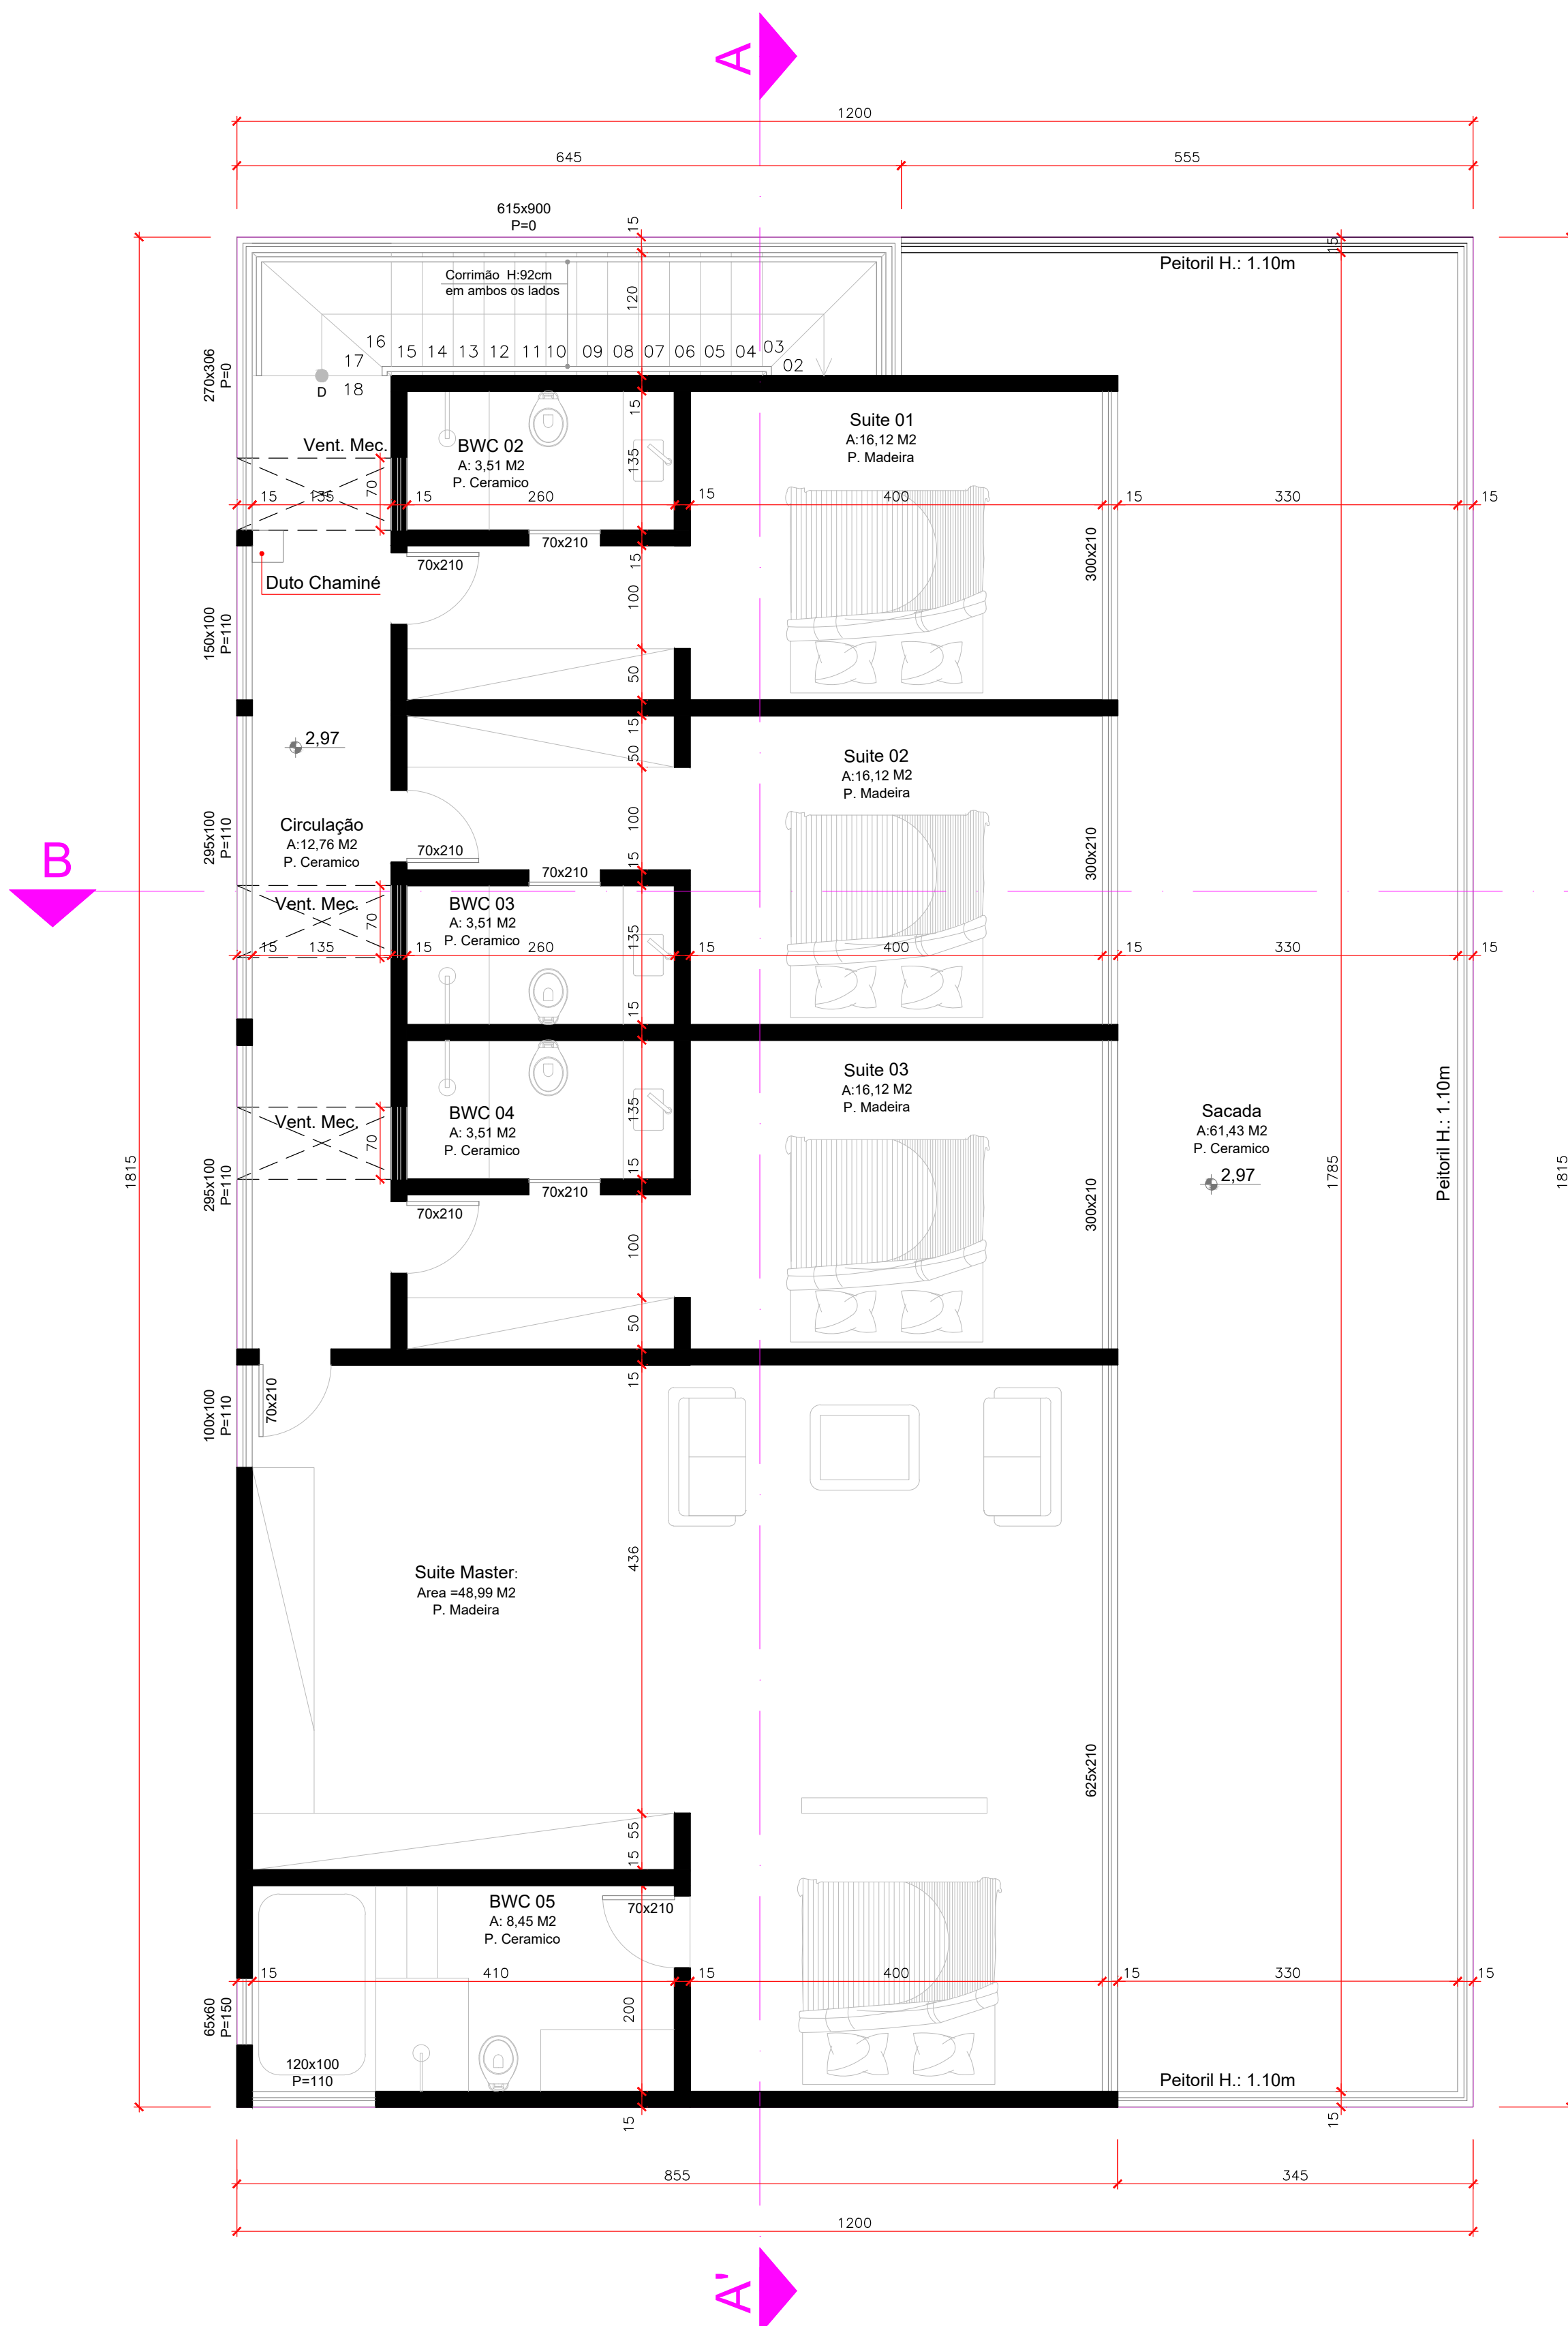 A
1200
645
555
615x900
P=0
15
15
Peitoril H.: 1.10m
Corrimão H:92cm
em ambos os lados
120
270x306
P=0
16
17
18
15
14
13
12
11
10
09
08
07
06
05
04
03
02
D
Vent. Mec.
70
BWC 02
A: 3,51 M2
P. Ceramico
15
135
Suite 01
A:16,12 M2
P. Madeira
15
135
15
260
15
400
15
330
15
70x210
70x210
15
100
50
300x210
Duto Chaminé
150x100
P=110
2,97
15
50
100
15
Suite 02
A:16,12 M2
P. Madeira
Circulação
A:12,76 M2
P. Ceramico
295x100
P=110
70x210
70x210
300x210
B
Vent. Mec.
70
BWC 03
A: 3,51 M2
P. Ceramico
135
15
135
15
260
15
400
15
330
15
15
Suite 03
A:16,12 M2
P. Madeira
Vent. Mec.
70
BWC 04
A: 3,51 M2
P. Ceramico
135
15
Sacada
A:61,43 M2
P. Ceramico
2,97
Peitoril H.: 1.10m
1815
1785
1815
295x100
P=110
70x210
70x210
100
50
300x210
15
100x100
P=110
70x210
436
Suite Master:
Area =48,99 M2
P. Madeira
625x210
55
15
BWC 05
A: 8,45 M2
P. Ceramico
70x210
15
410
15
400
15
330
15
65x60
P=150
200
120x100
P=110
Peitoril H.: 1.10m
15
15
855
345
1200
A'